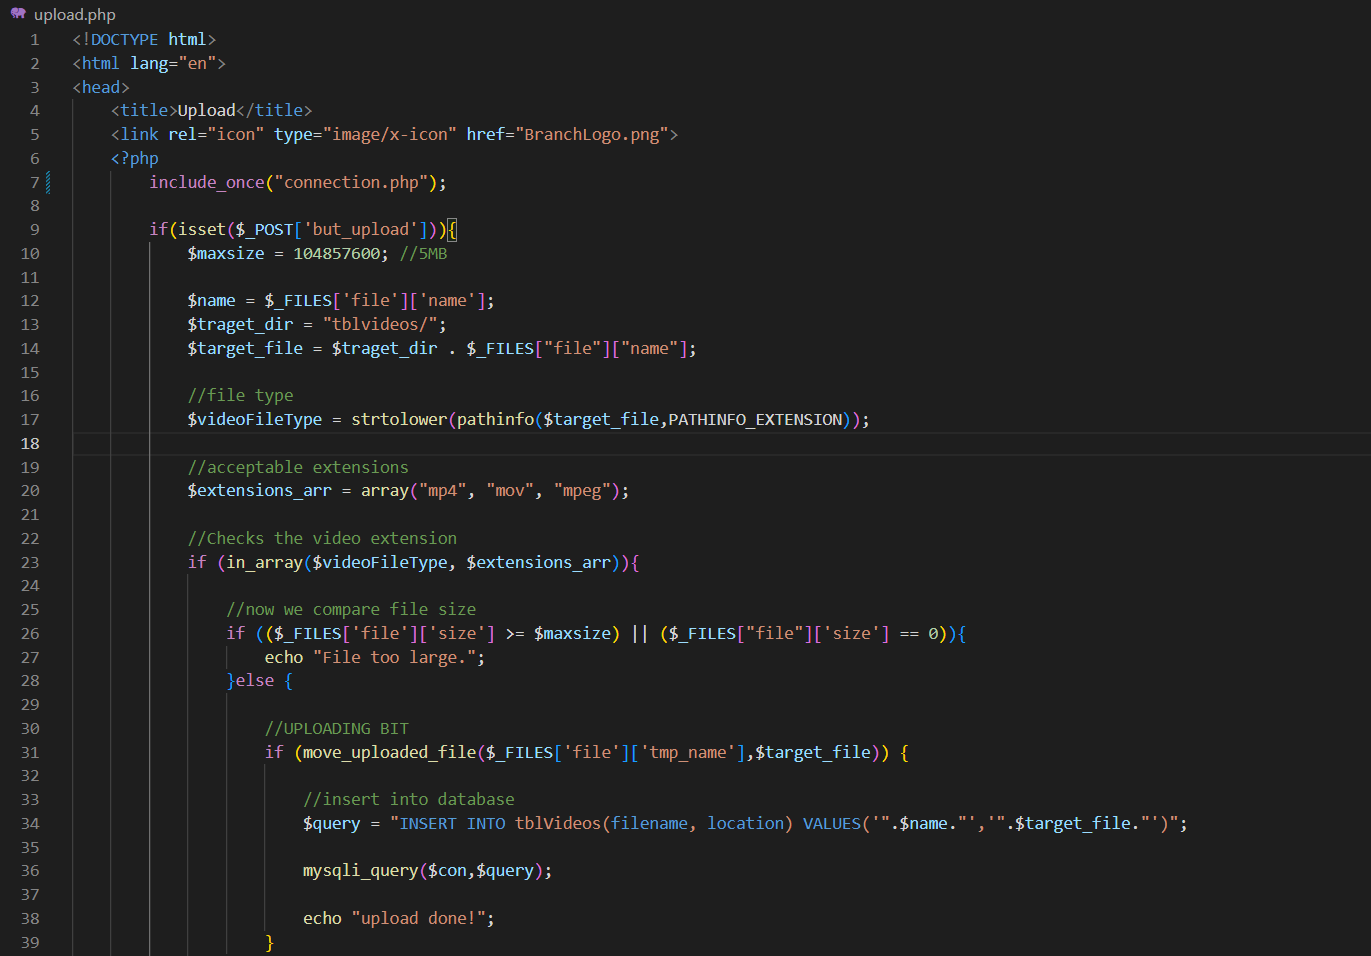 upload.php
1 <!DOCTYPE html>
2 <html lang="en">
3 <head>
4 <title>Upload</title>
5 <link rel="icon" type="image/x-icon" href="BranchLogo.png">
6 <?php
7 include_once("connection.php");
8
9 if(isset($_POST['but_upload'])){
10 $maxsize = 104857600; //5MB
11
12 $name = $_FILES['file']['name'];
13 $traget_dir = "tblvideos/";
14 $target_file = $traget_dir . $_FILES["file"]["name"];
15
16 //file type
17 $videoFileType = strtolower(pathinfo($target_file,PATHINFO_EXTENSION));
18
19 //acceptable extensions
20 $extensions_arr = array("mp4", "mov", "mpeg");
21
22 //Checks the video extension
23 if (in_array($videoFileType, $extensions_arr)){
24
25 //now we compare file size
26 if (($_FILES['file']['size'] >= $maxsize) || ($_FILES["file"]['size'] == 0)){
27 echo "File too large.";
28 }else {
29
30 //UPLOADING BIT
31 if (move_uploaded_file($_FILES['file']['tmp_name'],$target_file)) {
32
33 //insert into database
34 $query = "INSERT INTO tblVideos(filename, location) VALUES('".$name."','".$target_file."')";
35
36 mysqli_query($con,$query);
37
38 echo "upload done!";
39 }